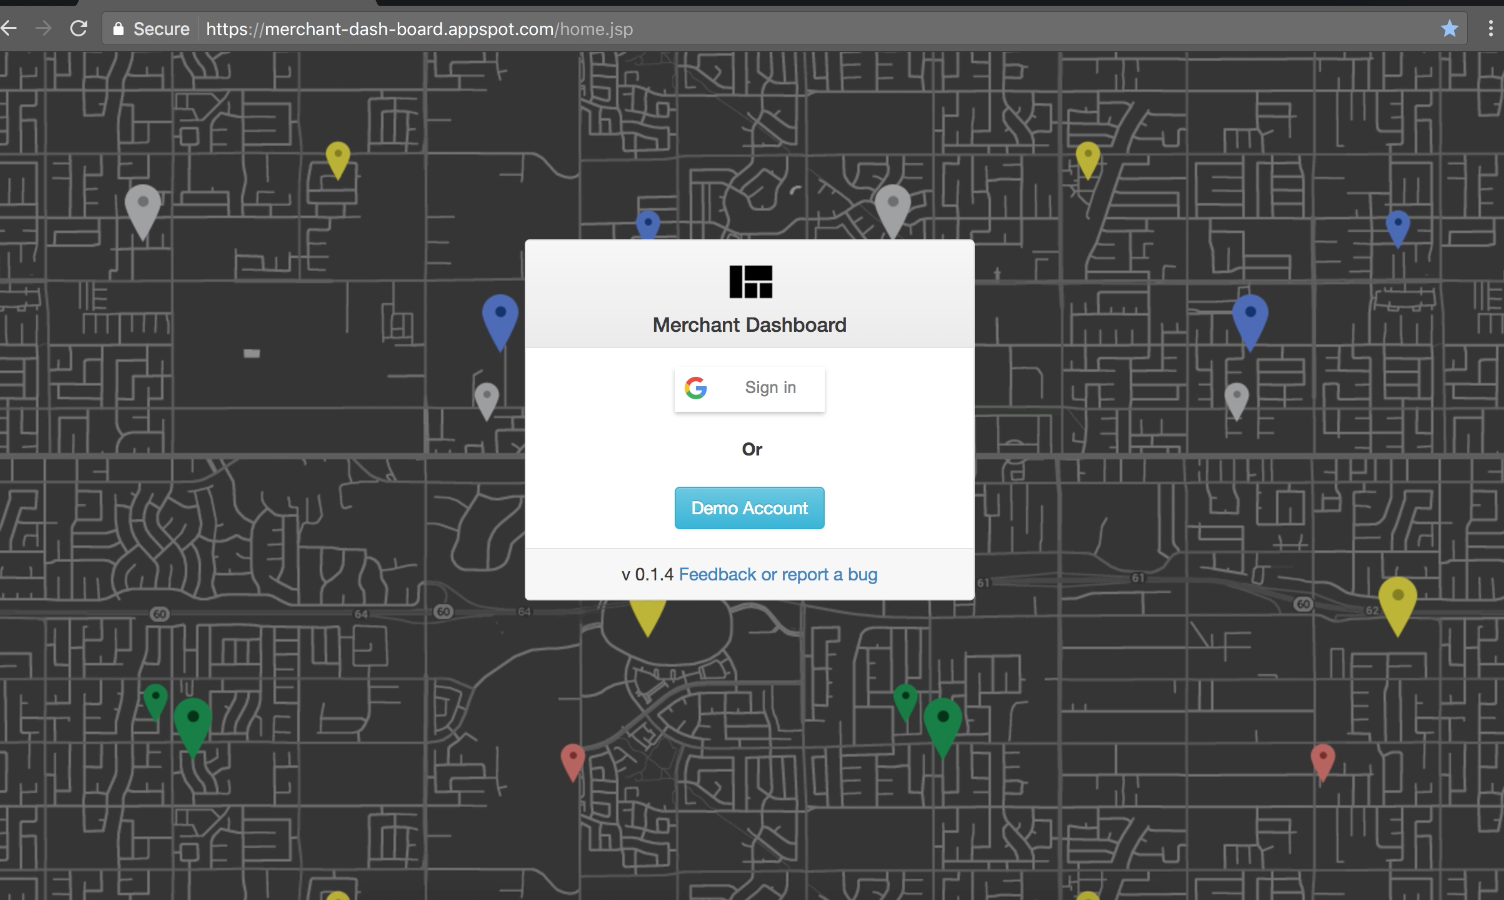 Secure https://merchant-dash-board.appspot.com/home.jsp
Merchant Dashboard
Sign in
Or
Demo Account
v 0.1.4 Feedback or report a bug
61
61
60
64
60
64
60
62